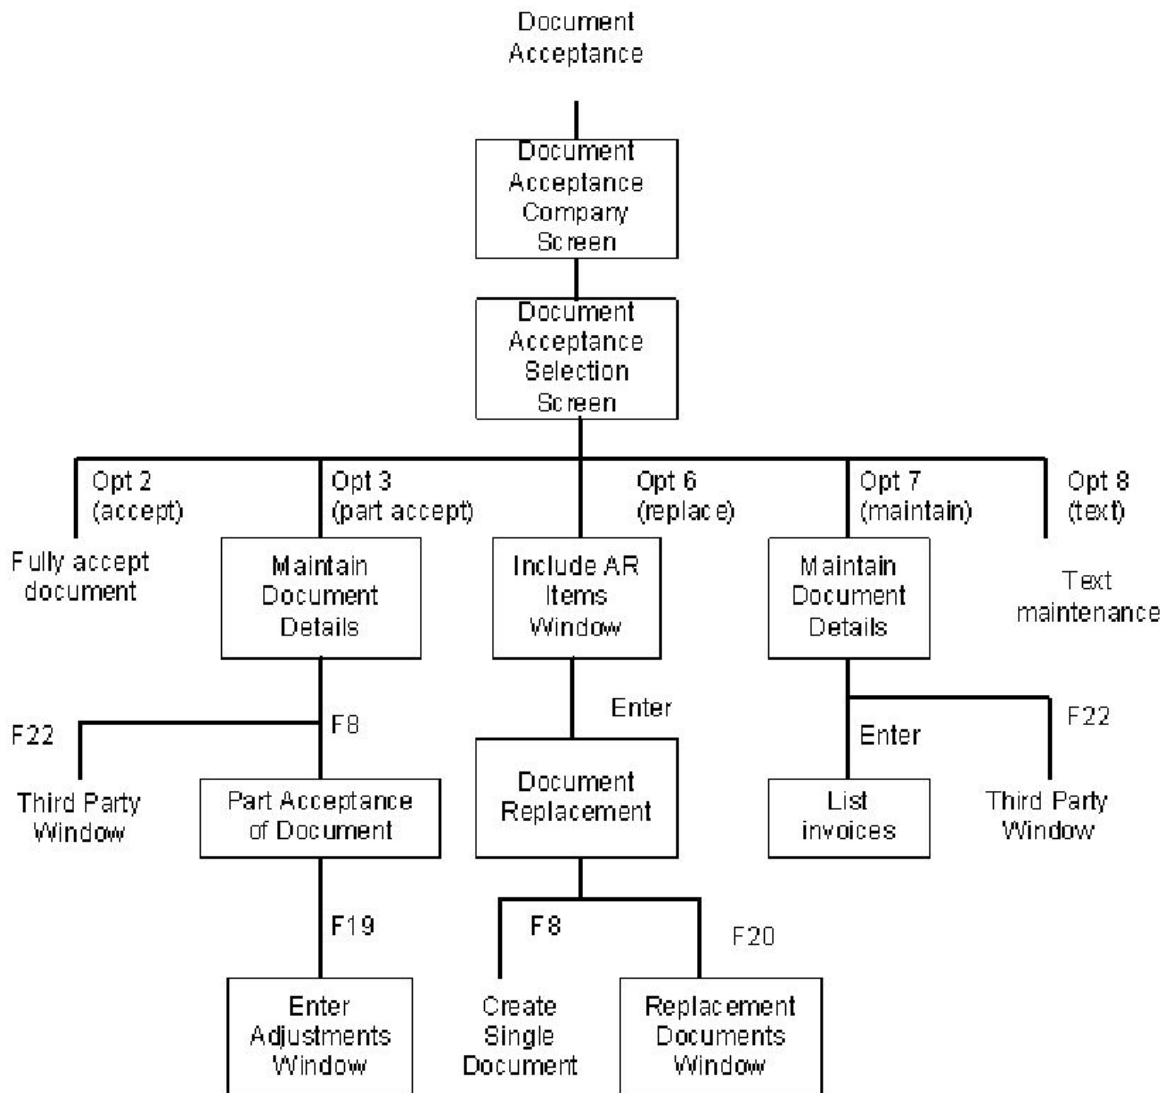 Document
Acceptance
Document
Acceptance
Company
Screen
Document
Acceptance
Selection
Screen
Opt 2
(accept)
Opt 3
(part accept)
Opt 6
(replace)
Opt 7
(maintain)
Opt 8
(text)
Fully accept
document
Maintain
Document
Details
Include AR
Items
Window
Maintain
Document
Details
Text
maintenance
F22
F8
Enter
Enter
F22
Third Party
Window
Part Acceptance
of Document
Document
Replacement
List
invoices
Third Party
Window
F19
F8
F20
Enter
Adjustments
Window
Create
Single
Document
Replacement
Documents
Window